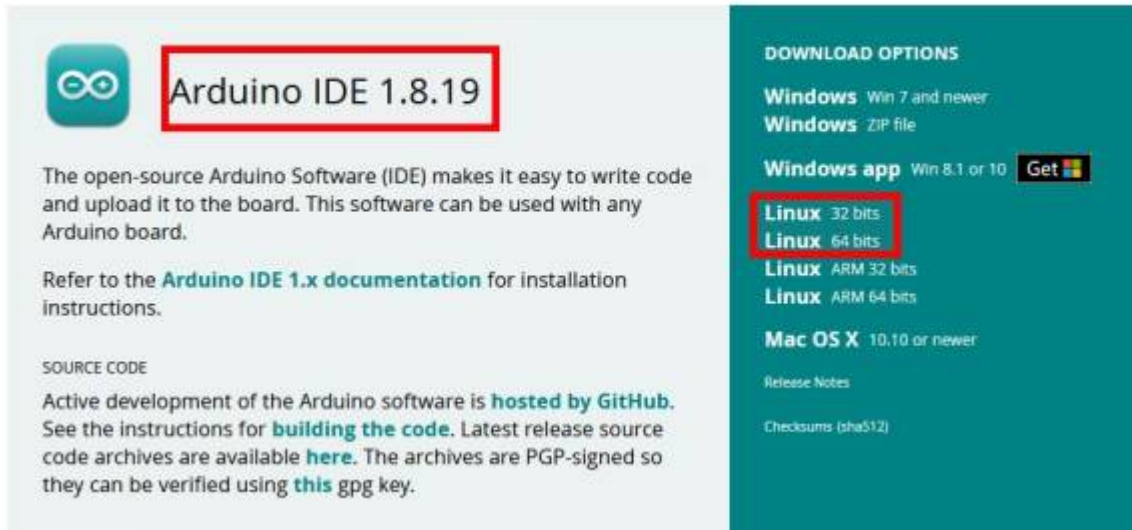 Arduino IDE 1.8.19
The open-source Arduino Software (IDE) makes it easy to write code
and upload it to the board. This software can be used with any
Arduino board.
Refer to the Arduino IDE 1.x documentation for installation
instructions.
SOURCE CODE
Active development of the Arduino software is hosted by GitHub.
See the instructions for building the code. Latest release source
code archives are available here. The archives are PGP-signed so
they can be verified using this gpg key.
DOWNLOAD OPTIONS
Windows Win 7 and newer
Windows ZIP file
Windows app Win 8.1 or 10 Get
Linux 32 bits
Linux 64 bits
Linux ARM 32 bits
Linux ARM 64 bits
Mac OS X 10.10 or newer
Release Notes
Checksums (sha512)